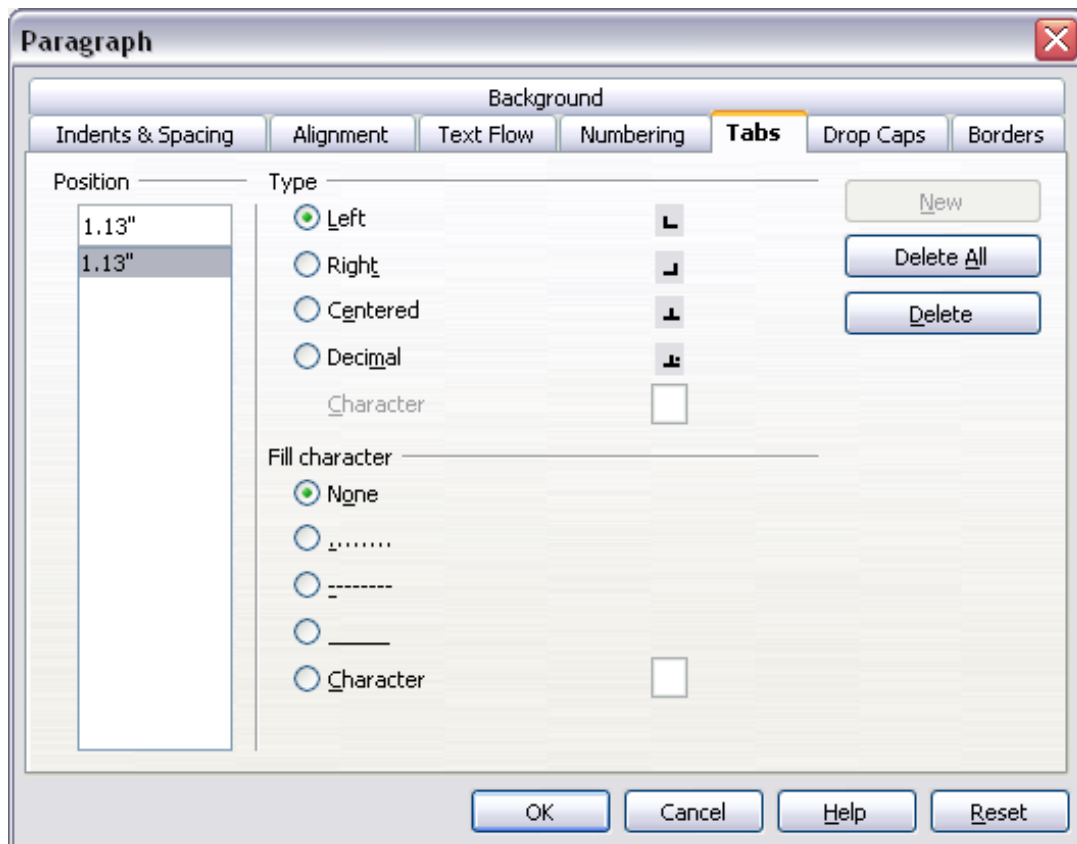 Paragraph
Background
Indents & Spacing Alignment Text Flow Numbering Tabs Drop Caps Borders
Position Type
1.13"
1.13"
Left
Right
Centered
Decimal
Character
Fill character
None
.........
--------
______
Character
New
Delete All
Delete
OK Cancel Help Reset